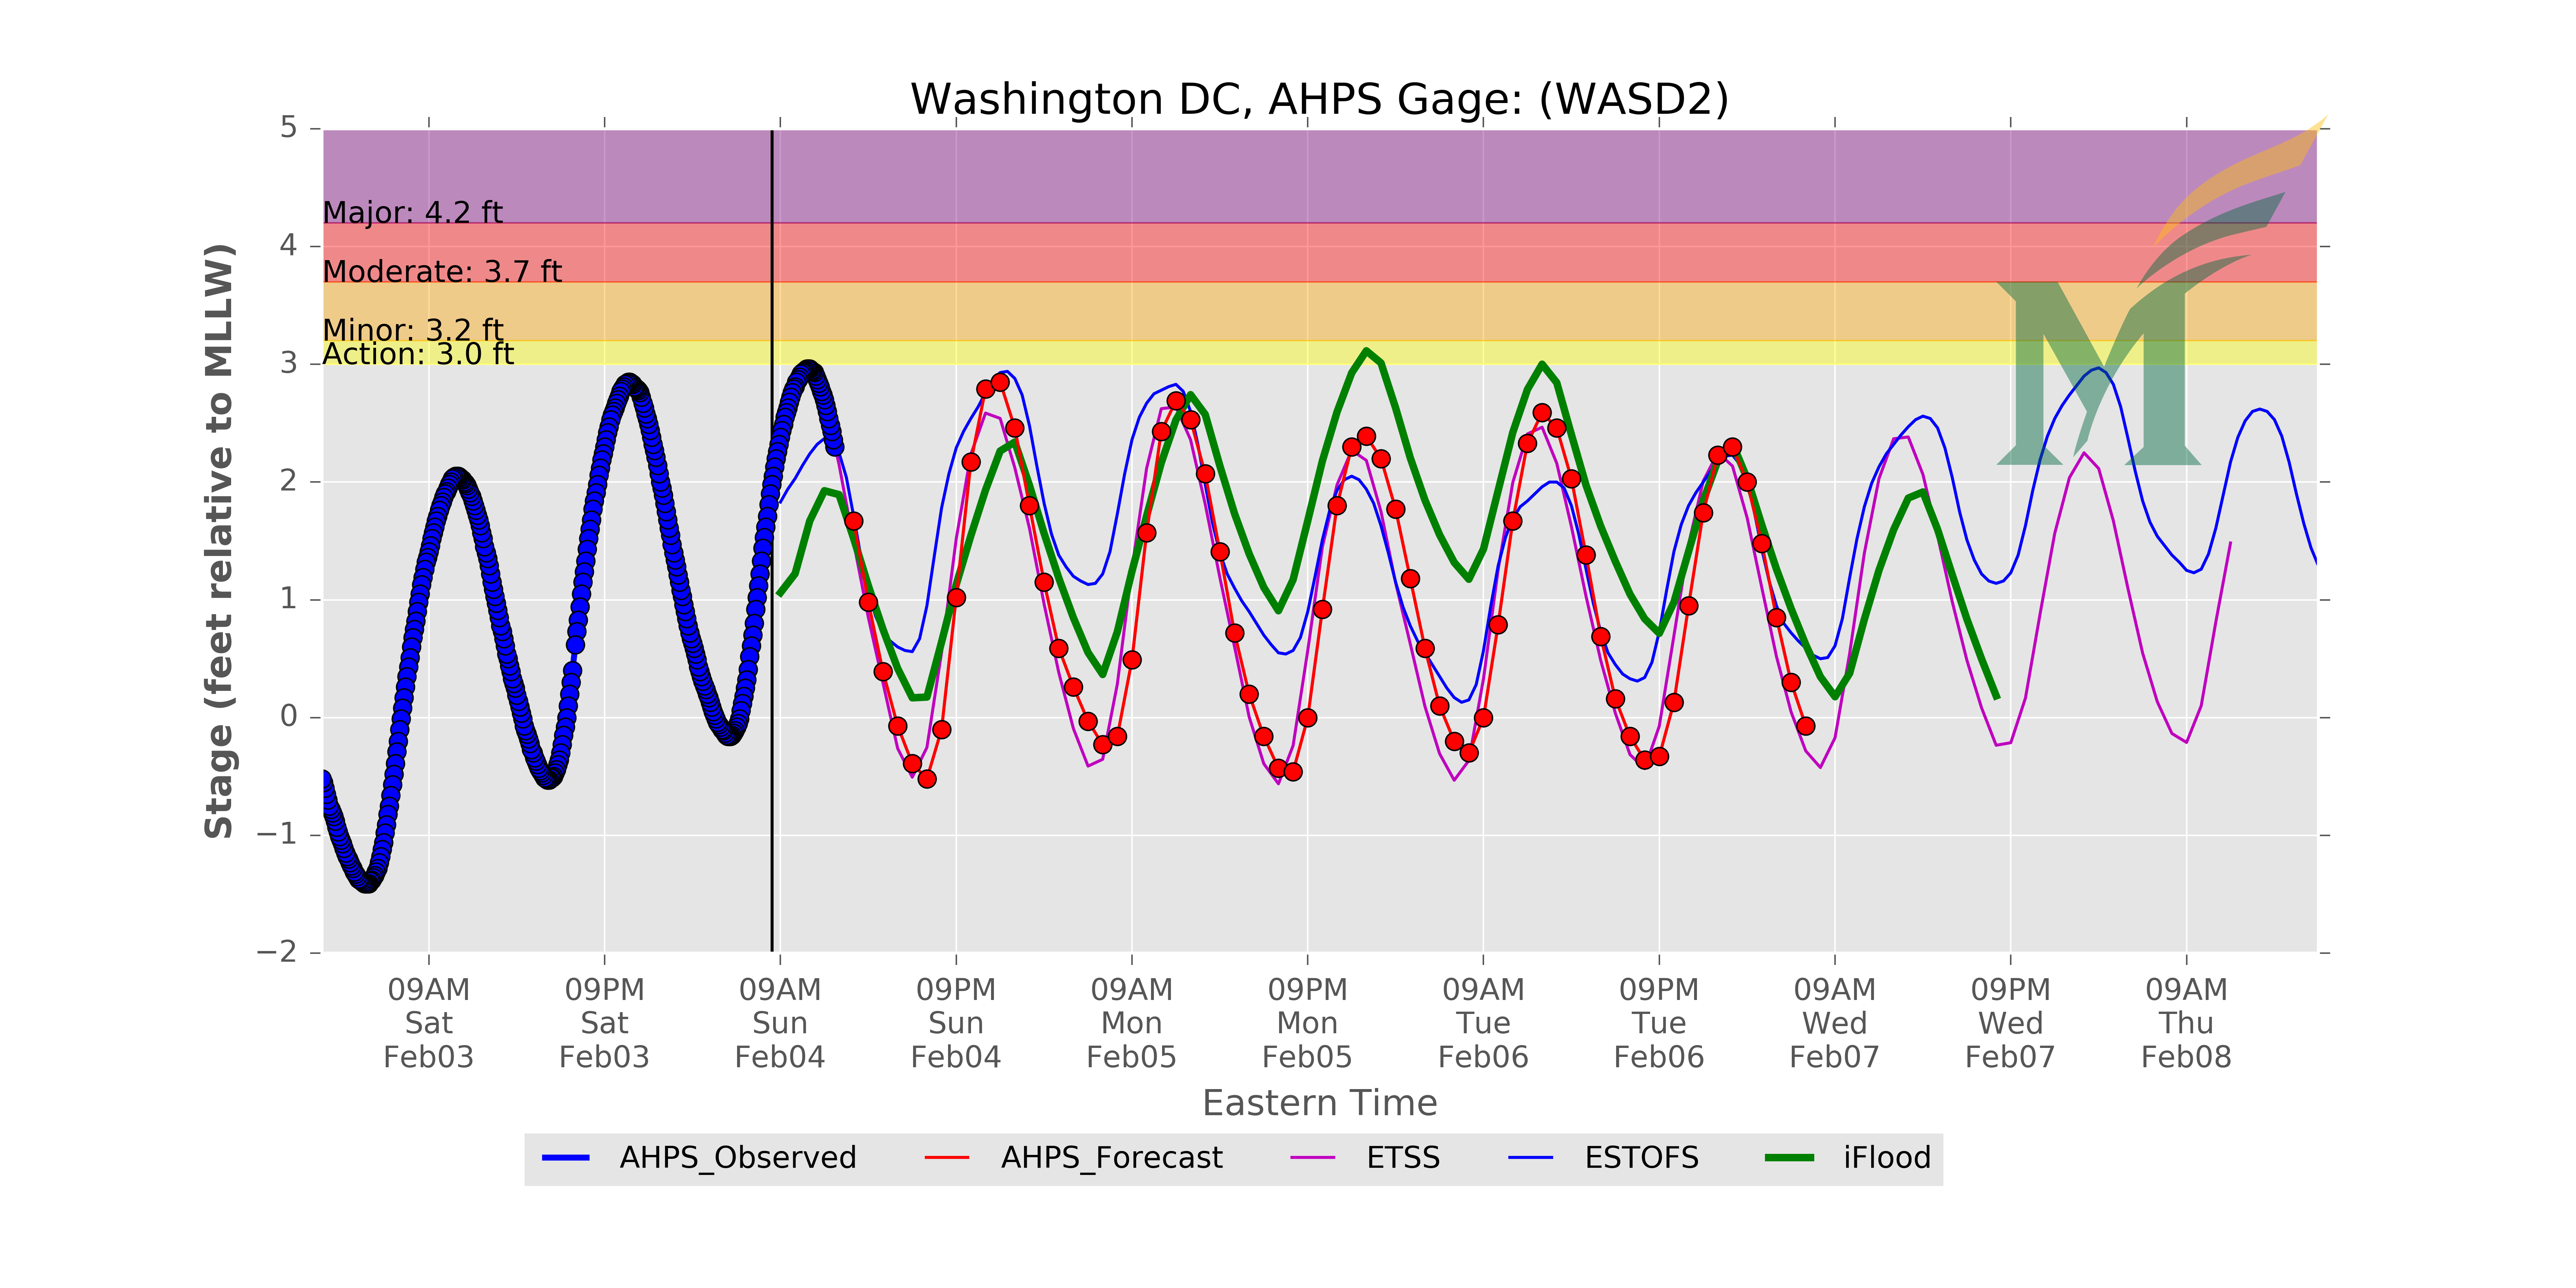 Washington DC, AHPS Gage: (WASD2)
5
4
3
2
1
0
−1
−2
Stage (feet relative to MLLW)
Major: 4.2 ft
Moderate: 3.7 ft
Minor: 3.2 ft
Action: 3.0 ft
M
09AM Sat Feb03
09PM Sat Feb03
09AM Sun Feb04
09PM Sun Feb04
09AM Mon Feb05
09PM Mon Feb05
09AM Tue Feb06
09PM Tue Feb06
09AM Wed Feb07
09PM Wed Feb07
09AM Thu Feb08
Eastern Time
AHPS_Observed AHPS_Forecast ETSS ESTOFS iFlood